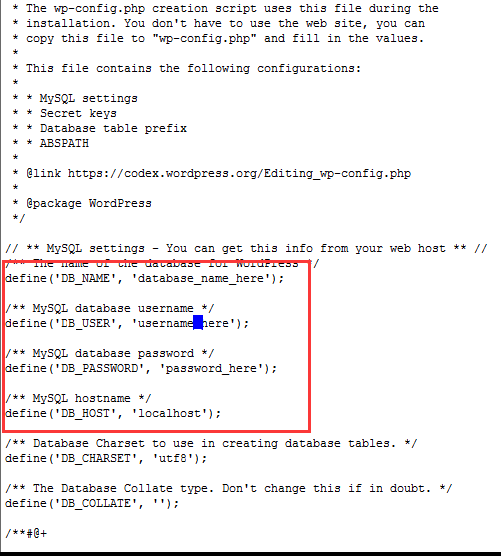 * The wp-config.php creation script uses this file during the
* installation. You don't have to use the web site, you can
* copy this file to "wp-config.php" and fill in the values.
*
* This file contains the following configurations:
*
* * MySQL settings
* * Secret keys
* * Database table prefix
* * ABSPATH
*
* @link https://codex.wordpress.org/Editing_wp-config.php
*
* @package WordPress
*/
// ** MySQL settings - You can get this info from your web host ** //
/** The name of the database for WordPress */
define('DB_NAME', 'database_name_here');
/** MySQL database username */
define('DB_USER', 'username_here');
/** MySQL database password */
define('DB_PASSWORD', 'password_here');
/** MySQL hostname */
define('DB_HOST', 'localhost');
/** Database Charset to use in creating database tables. */
define('DB_CHARSET', 'utf8');
/** The Database Collate type. Don't change this if in doubt. */
define('DB_COLLATE', '');
/**#@+